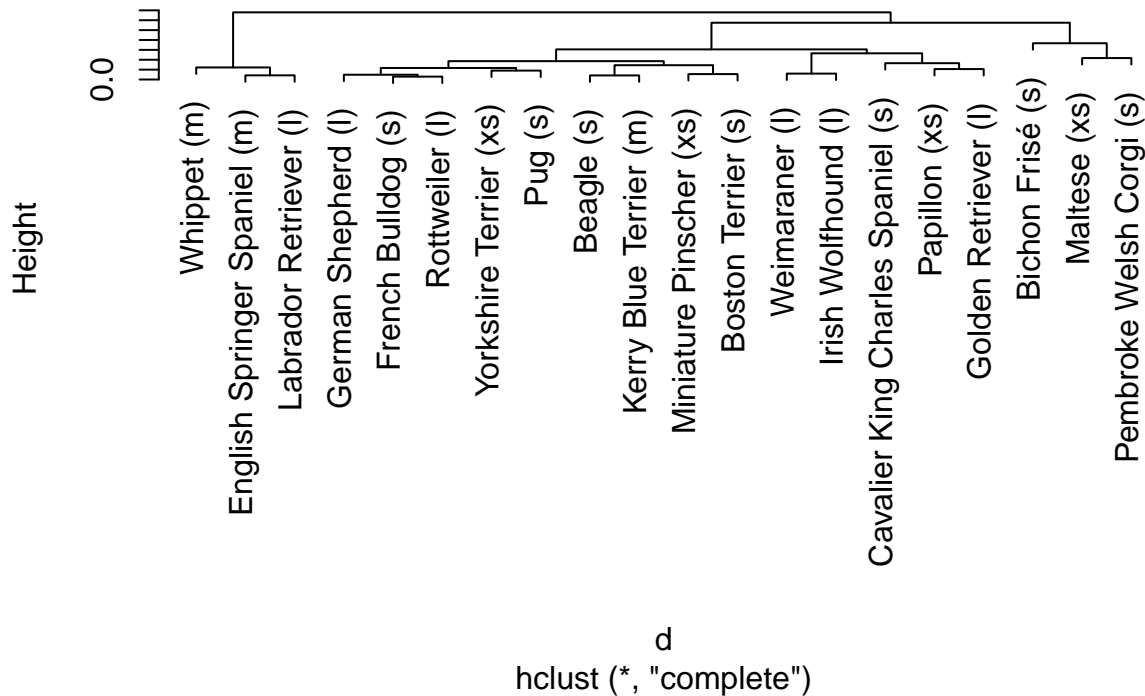 Height
0.0
Whippet (m)
English Springer Spaniel (m)
Labrador Retriever (l)
German Shepherd (l)
French Bulldog (s)
Rottweiler (l)
Yorkshire Terrier (xs)
Pug (s)
Beagle (s)
Kerry Blue Terrier (m)
Miniature Pinscher (xs)
Boston Terrier (s)
Weimaraner (l)
Irish Wolfhound (l)
Cavalier King Charles Spaniel (s)
Papillon (xs)
Golden Retriever (l)
Bichon Frisé (s)
Maltese (xs)
Pembroke Welsh Corgi (s)
d
hclust (*, "complete")